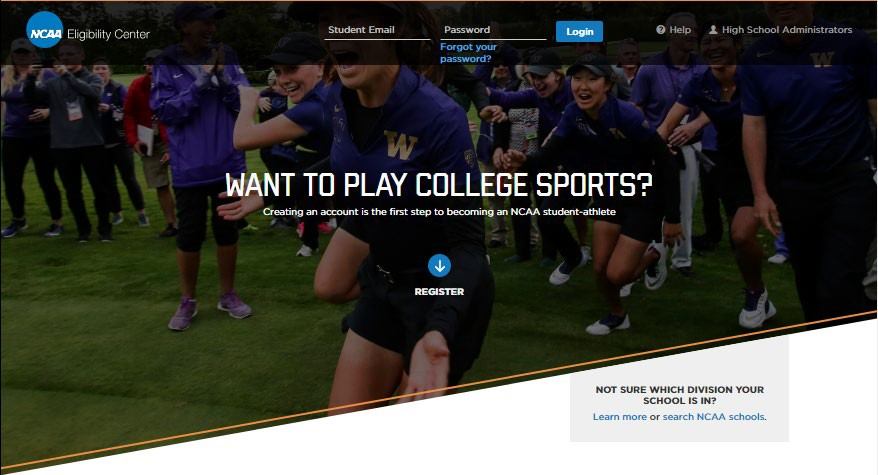 NCAA Eligibility Center
Student Email
Password
Login
Forgot your
password?
Help
High School Administrators
W
W
WANT TO PLAY COLLEGE SPORTS?
Creating an account is the first step to becoming an NCAA student-athlete
REGISTER
NOT SURE WHICH DIVISION YOUR
SCHOOL IS IN?
Learn more or search NCAA schools.